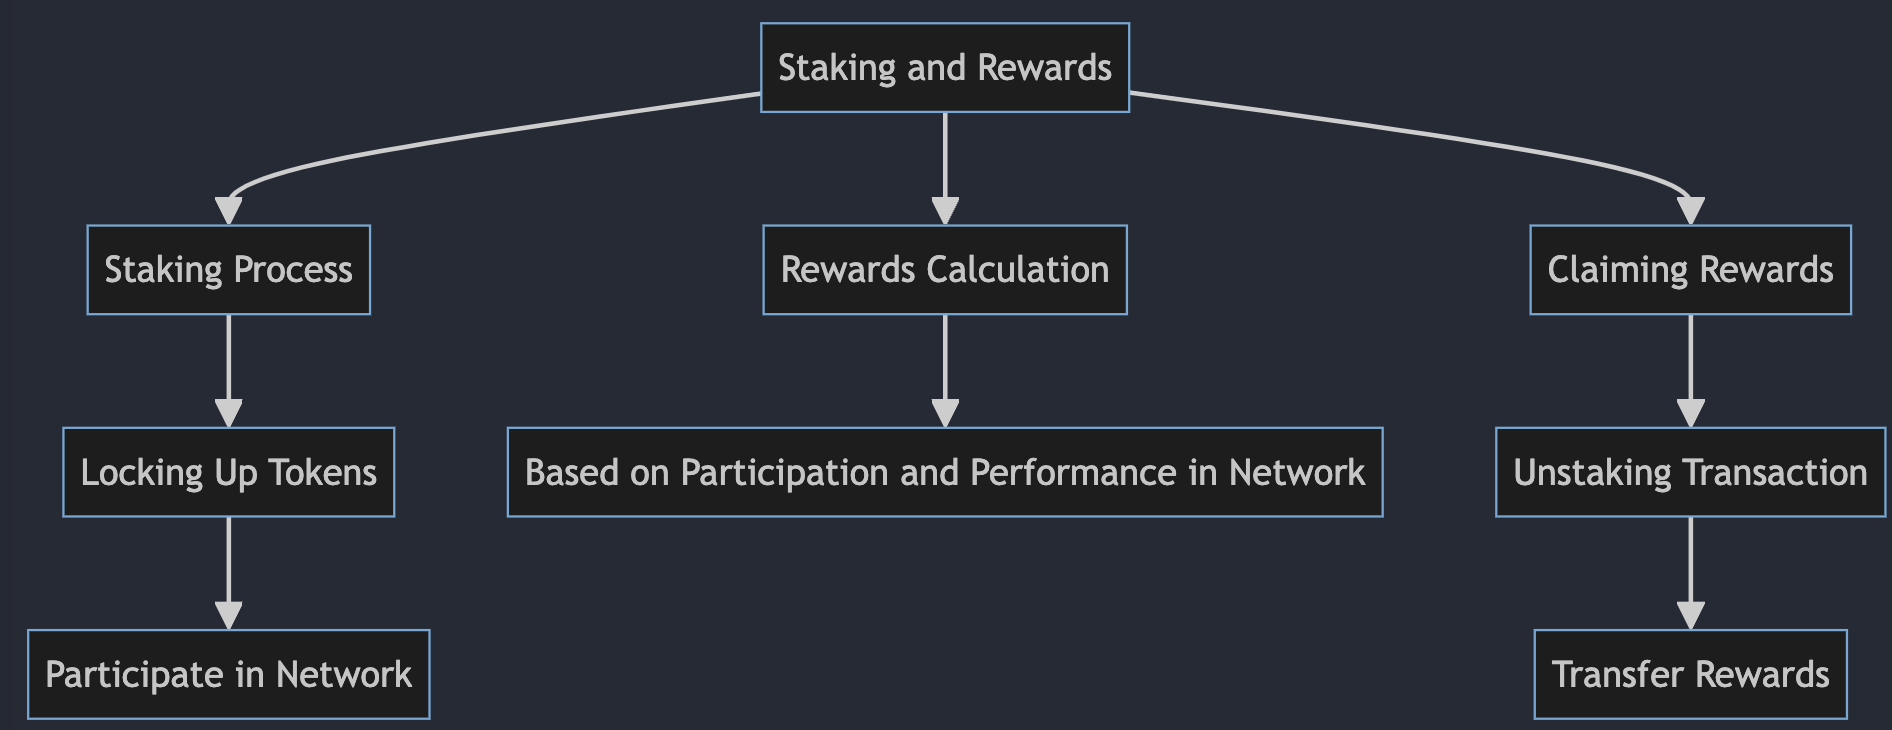 Staking and Rewards
Staking Process
Rewards Calculation
Claiming Rewards
Locking Up Tokens
Based on Participation and Performance in Network
Unstaking Transaction
Participate in Network
Transfer Rewards